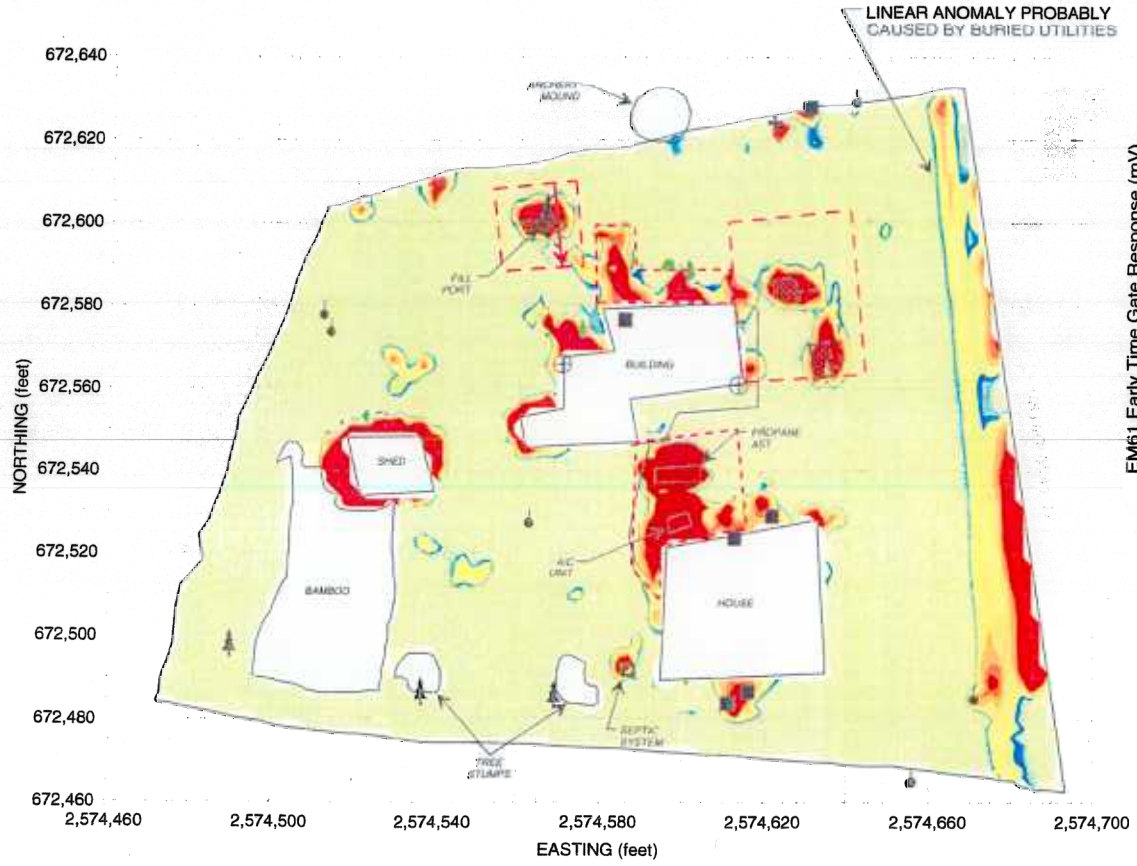 LINEAR ANOMALY PROBABLY
CAUSED BY BURIED UTILITIES
672,640
ARCHERY
MOUND
672,620
672,600
FILL
PORT
672,580
BUILDING
672,560
PROPANE
AST
SHED
672,540
672,520
A/C
UNIT
BAMBOO
HOUSE
672,500
672,480
SEPTIC
SYSTEM
TREE
STUMPS
672,460
2,574,460
2,574,500
2,574,540
2,574,580
2,574,620
2,574,660
2,574,700
EASTING (feet)
NORTHING (feet)
EM61 Early Time Gate Response (mV)